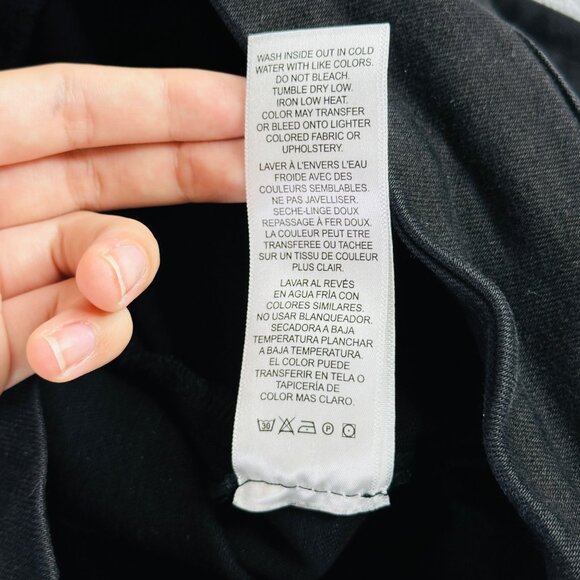 WASH INSIDE OUT IN COLD
WATER WITH LIKE COLORS.
DO NOT BLEACH.
TUMBLE DRY LOW.
IRON LOW HEAT.
COLOR MAY TRANSFER
OR BLEED ONTO LIGHTER
COLORED FABRIC OR
UPHOLSTERY.
LAVER À L'ENVERS L'EAU
FROIDE AVEC DES
COULEURS SEMBLABLES.
NE PAS JAVELLISER.
SECHE-LINGE DOUX
REPASSAGE À FER DOUX.
LA COULEUR PEUT ETRE
TRANSFEREE OU TACHEE
SUR UN TISSU DE COULEUR
PLUS CLAIR.
LAVAR AL REVÉS
EN AGUA FRÍA CON
COLORES SIMILARES.
NO USAR BLANQUEADOR.
SECADORA A BAJA
TEMPERATURA PLANCHAR
A BAJA TEMPERATURA.
EL COLOR PUEDE
TRANSFERIR EN TELA O
TAPICERÍA DE
COLOR MAS CLARO.
30 P